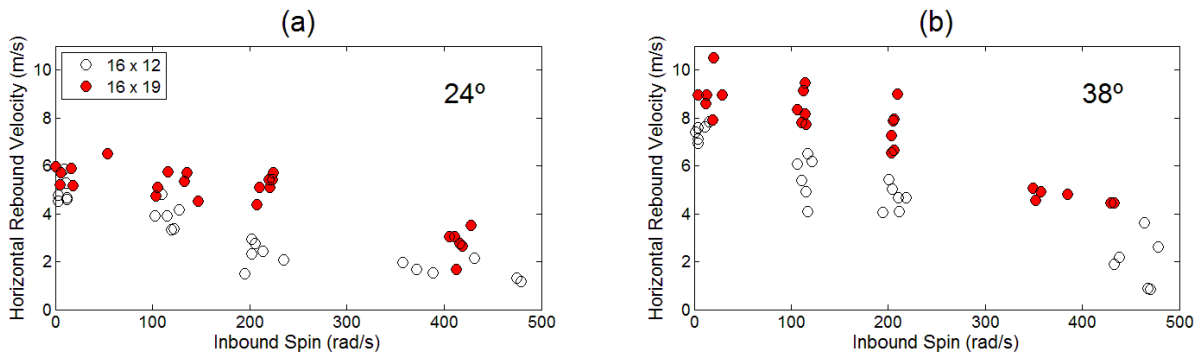 (a)
Horizontal Rebound Velocity (m/s)
10
8
6
4
2
0
16 x 12
16 x 19
24º
0 100 200 300 400 500
Inbound Spin (rad/s)
(b)
Horizontal Rebound Velocity (m/s)
10
8
6
4
2
0
38º
0 100 200 300 400 500
Inbound Spin (rad/s)